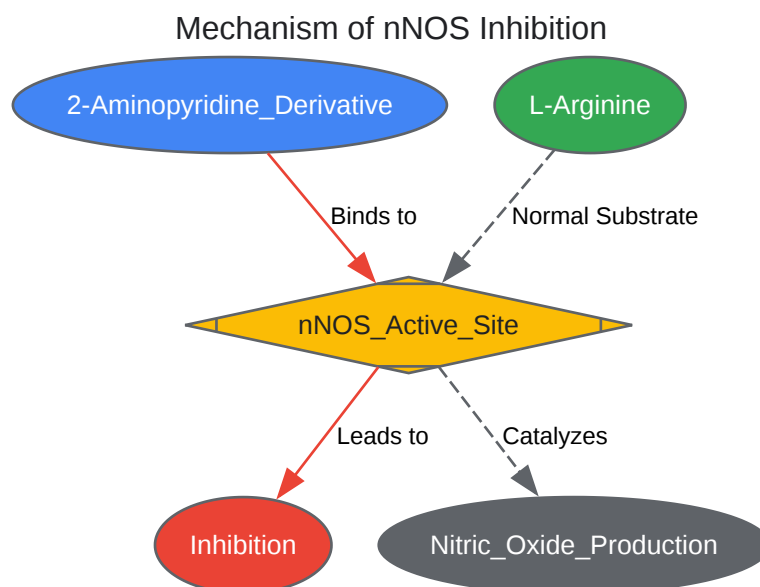 Mechanism of nNOS Inhibition
2-Aminopyridine_Derivative
L-Arginine
Binds to
Normal Substrate
nNOS_Active_Site
Leads to
Catalyzes
Inhibition
Nitric_Oxide_Production